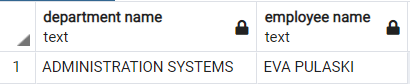 department name employee name
text text
1 ADMINISTRATION SYSTEMS EVA PULASKI